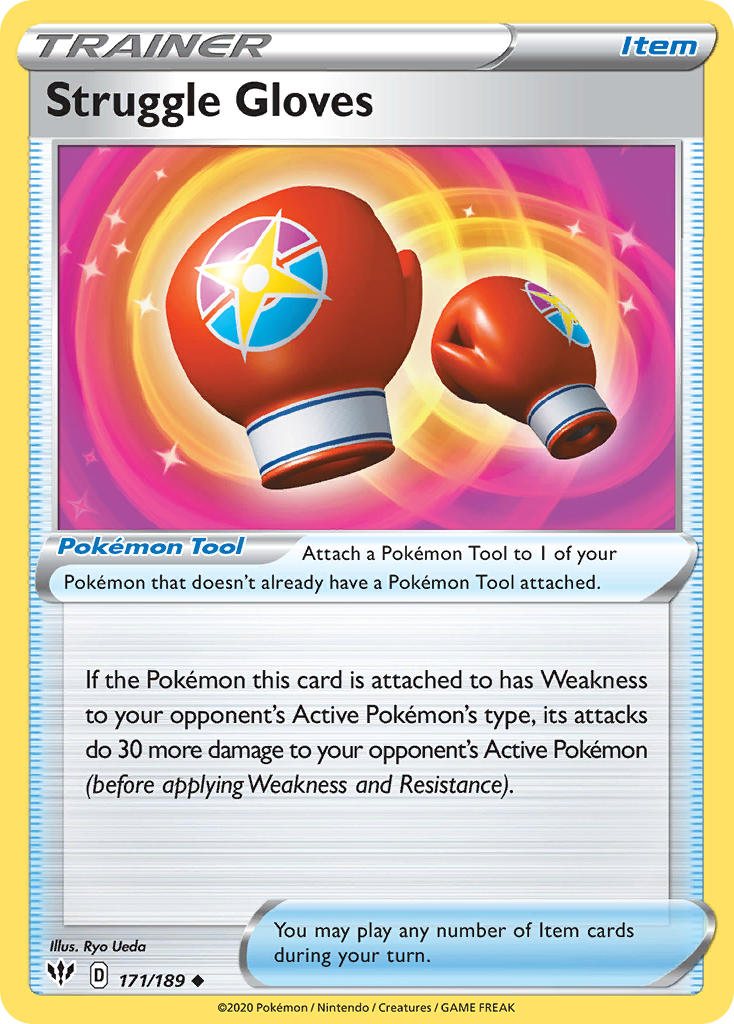 TRAINER Item
Struggle Gloves
Pokémon Tool Attach a Pokémon Tool to 1 of your
Pokémon that doesn't already have a Pokémon Tool attached.
If the Pokémon this card is attached to has Weakness
to your opponent's Active Pokémon's type, its attacks
do 30 more damage to your opponent's Active Pokémon
(before applying Weakness and Resistance).
You may play any number of Item cards
during your turn.
Illus. Ryo Ueda
D 171/189 ◆
©2020 Pokémon / Nintendo / Creatures / GAME FREAK